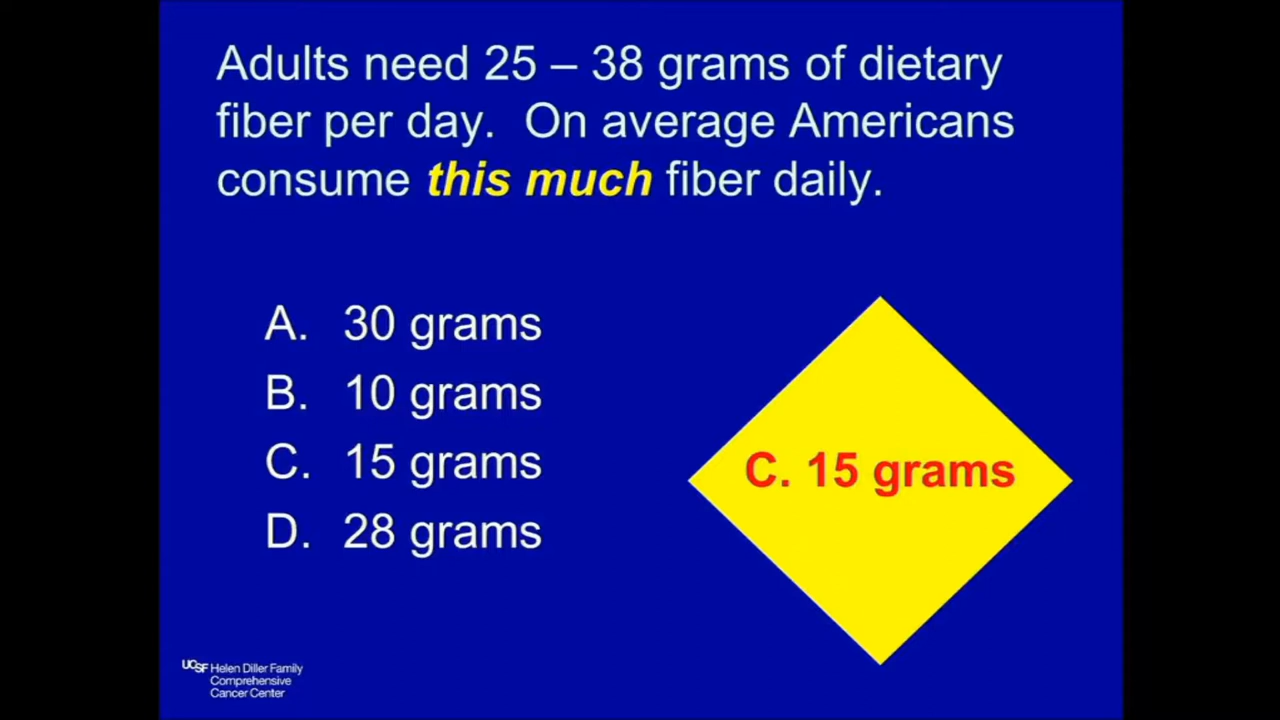 Adults need 25 – 38 grams of dietary
fiber per day.  On average Americans
consume this much fiber daily.
A. 30 grams
B. 10 grams
C. 15 grams
D. 28 grams
C. 15 grams
UCSF Helen Diller Family
Comprehensive
Cancer Center